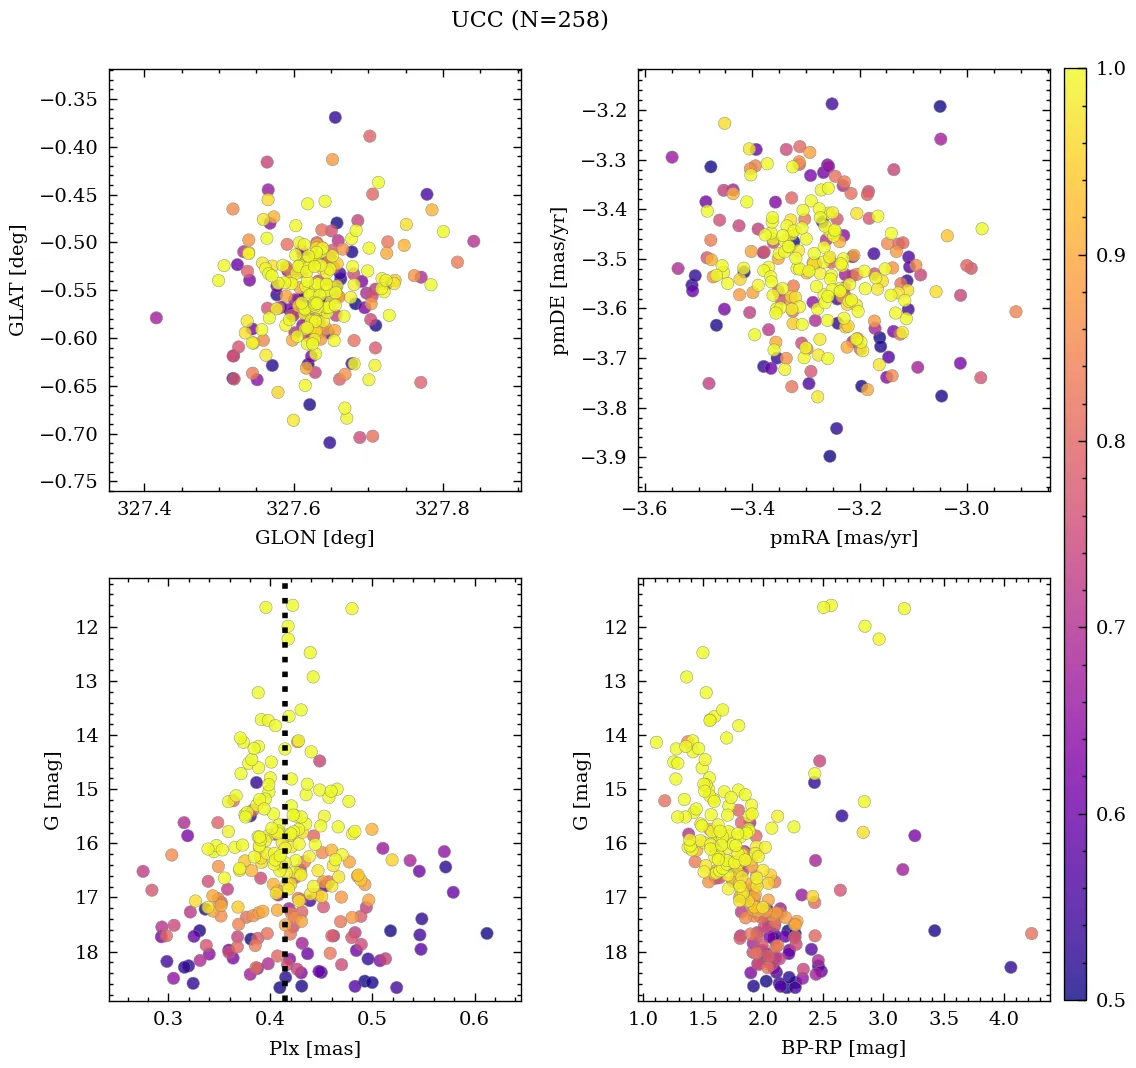 UCC (N=258)
−0.35
−0.40
−0.45
−0.50
−0.55
−0.60
−0.65
−0.70
−0.75
GLAT [deg]
327.4 327.6 327.8
GLON [deg]
−3.2
−3.3
−3.4
−3.5
−3.6
−3.7
−3.8
−3.9
pmDE [mas/yr]
−3.6 −3.4 −3.2 −3.0
pmRA [mas/yr]
12
13
14
15
16
17
18
G [mag]
0.3 0.4 0.5 0.6
Plx [mas]
12
13
14
15
16
17
18
G [mag]
1.0 1.5 2.0 2.5 3.0 3.5 4.0
BP-RP [mag]
1.0
0.9
0.8
0.7
0.6
0.5